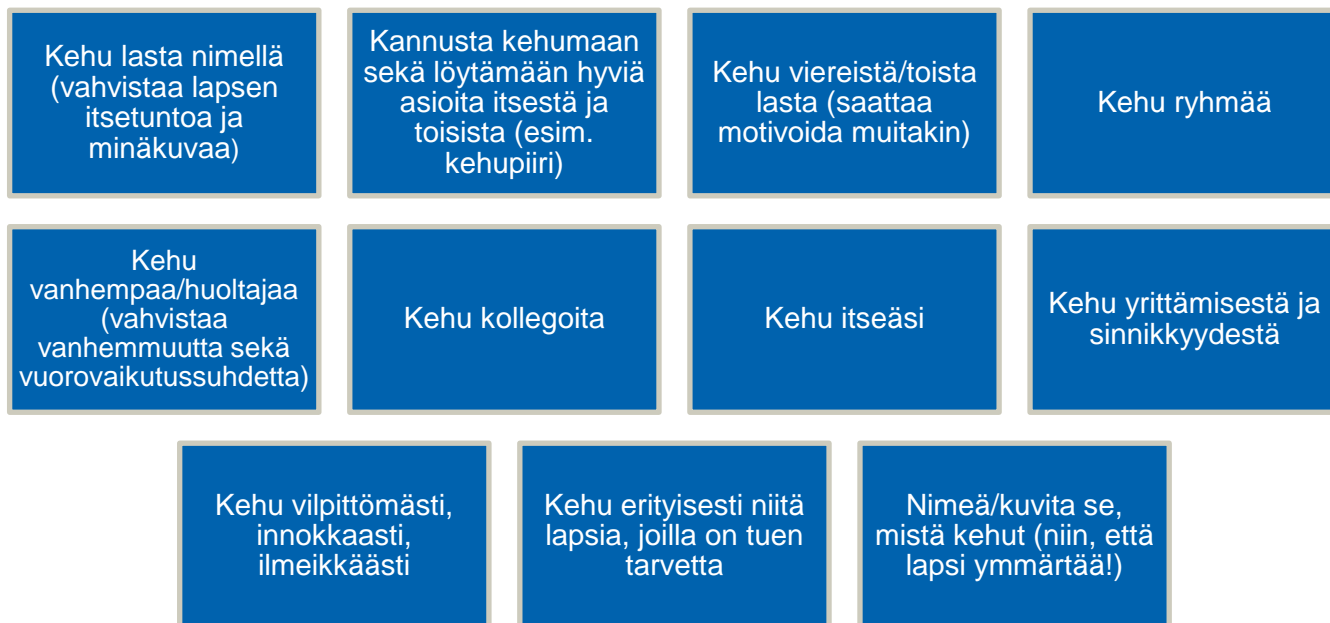 Kehu lasta nimellä
(vahvistaa lapsen
itsetuntoa ja
minäkuvaa)
Kannusta kehumaan
sekä löytämään hyviä
asioita itsestä ja
toisista (esim.
kehupiiri)
Kehu viereistä/toista
lasta (saattaa
motivoida muitakin)
Kehu ryhmää
Kehu
vanhempaa/huoltajaa
(vahvistaa
vanhemmuutta sekä
vuorovaikutussuhdetta)
Kehu kollegoita
Kehu itseäsi
Kehu yrittämisestä ja
sinnikkyydestä
Kehu vilpittömästi,
innokkaasti,
ilmeikkäästi
Kehu erityisesti niitä
lapsia, joilla on tuen
tarvetta
Nimeä/kuvita se,
mistä kehut (niin, että
lapsi ymmärtää!)